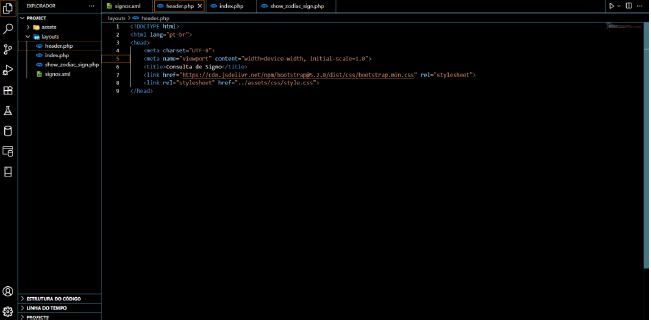 EXPLORADOR ...
signos.xml header.php index.php show_zodiac_sign.php
PROJECT
assets
layouts
header.php
index.php
show_zodiac_sign.php
signos.xml
layouts > header.php
1 <!DOCTYPE html>
2 <html lang="pt-br">
3 <head>
4 <meta charset="UTF-8">
5 <meta name="viewport" content="width=device-width, initial-scale=1.0">
6 <title>Consulta de Signo</title>
7 <link href="https://cdn.jsdelivr.net/npm/bootstrap@5.2.0/dist/css/bootstrap.min.css" rel="stylesheet">
8 <link rel="stylesheet" href="../assets/css/style.css">
9 </head>
ESTRUTURA DO CÓDIGO
LINHA DO TEMPO
PROJECTS